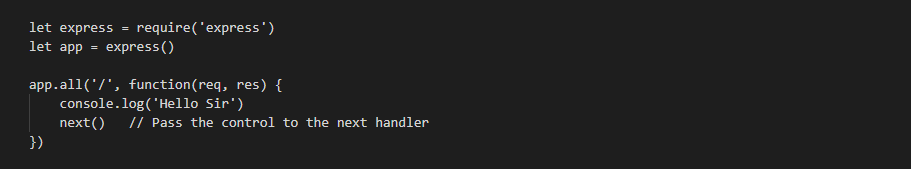 let express = require('express')
let app = express()
app.all('/', function(req, res) {
console.log('Hello Sir')
next()   // Pass the control to the next handler
})